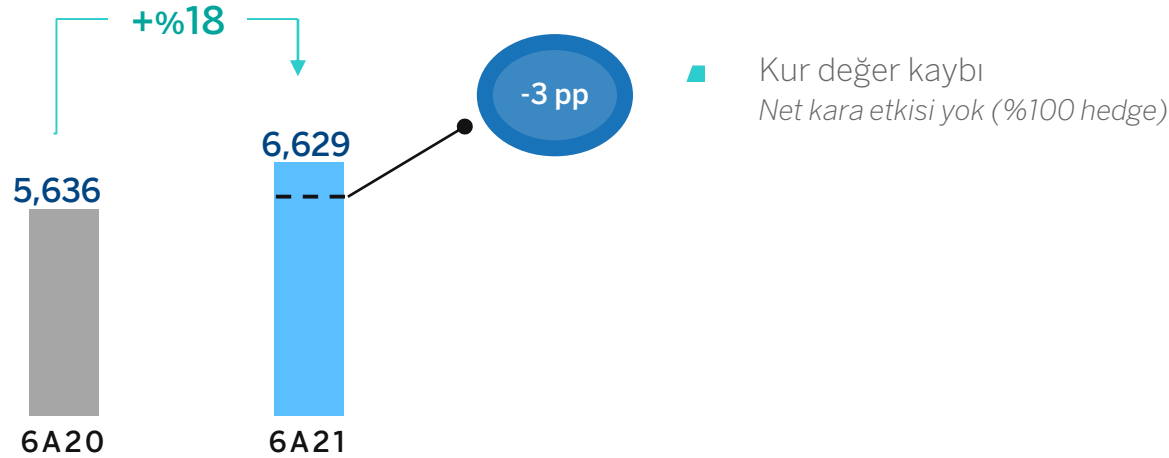 +%18
-3 pp
Kur değer kaybı
Net kara etkisi yok (%100 hedge)
6,629
5,636
6A20
6A21